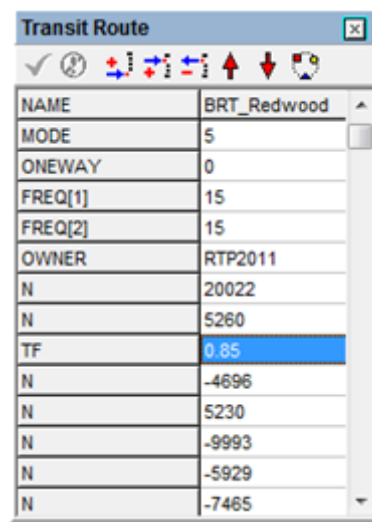 Transit Route
NAME BRT_Redwood
MODE 5
ONEWAY 0
FREQ[1] 15
FREQ[2] 15
OWNER RTP2011
N 20022
N 5260
TF 0.85
N -4696
N 5230
N -9993
N -5929
N -7465